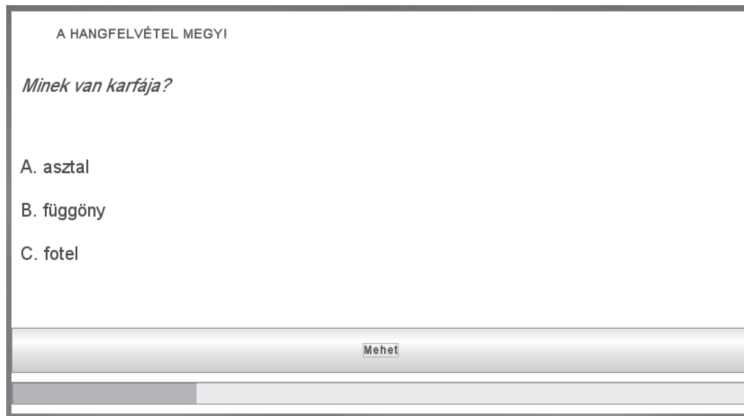 A HANGFELVÉTEL MEGY!
Minek van karfája?
A. asztal
B. függöny
C. fotel
Mehet